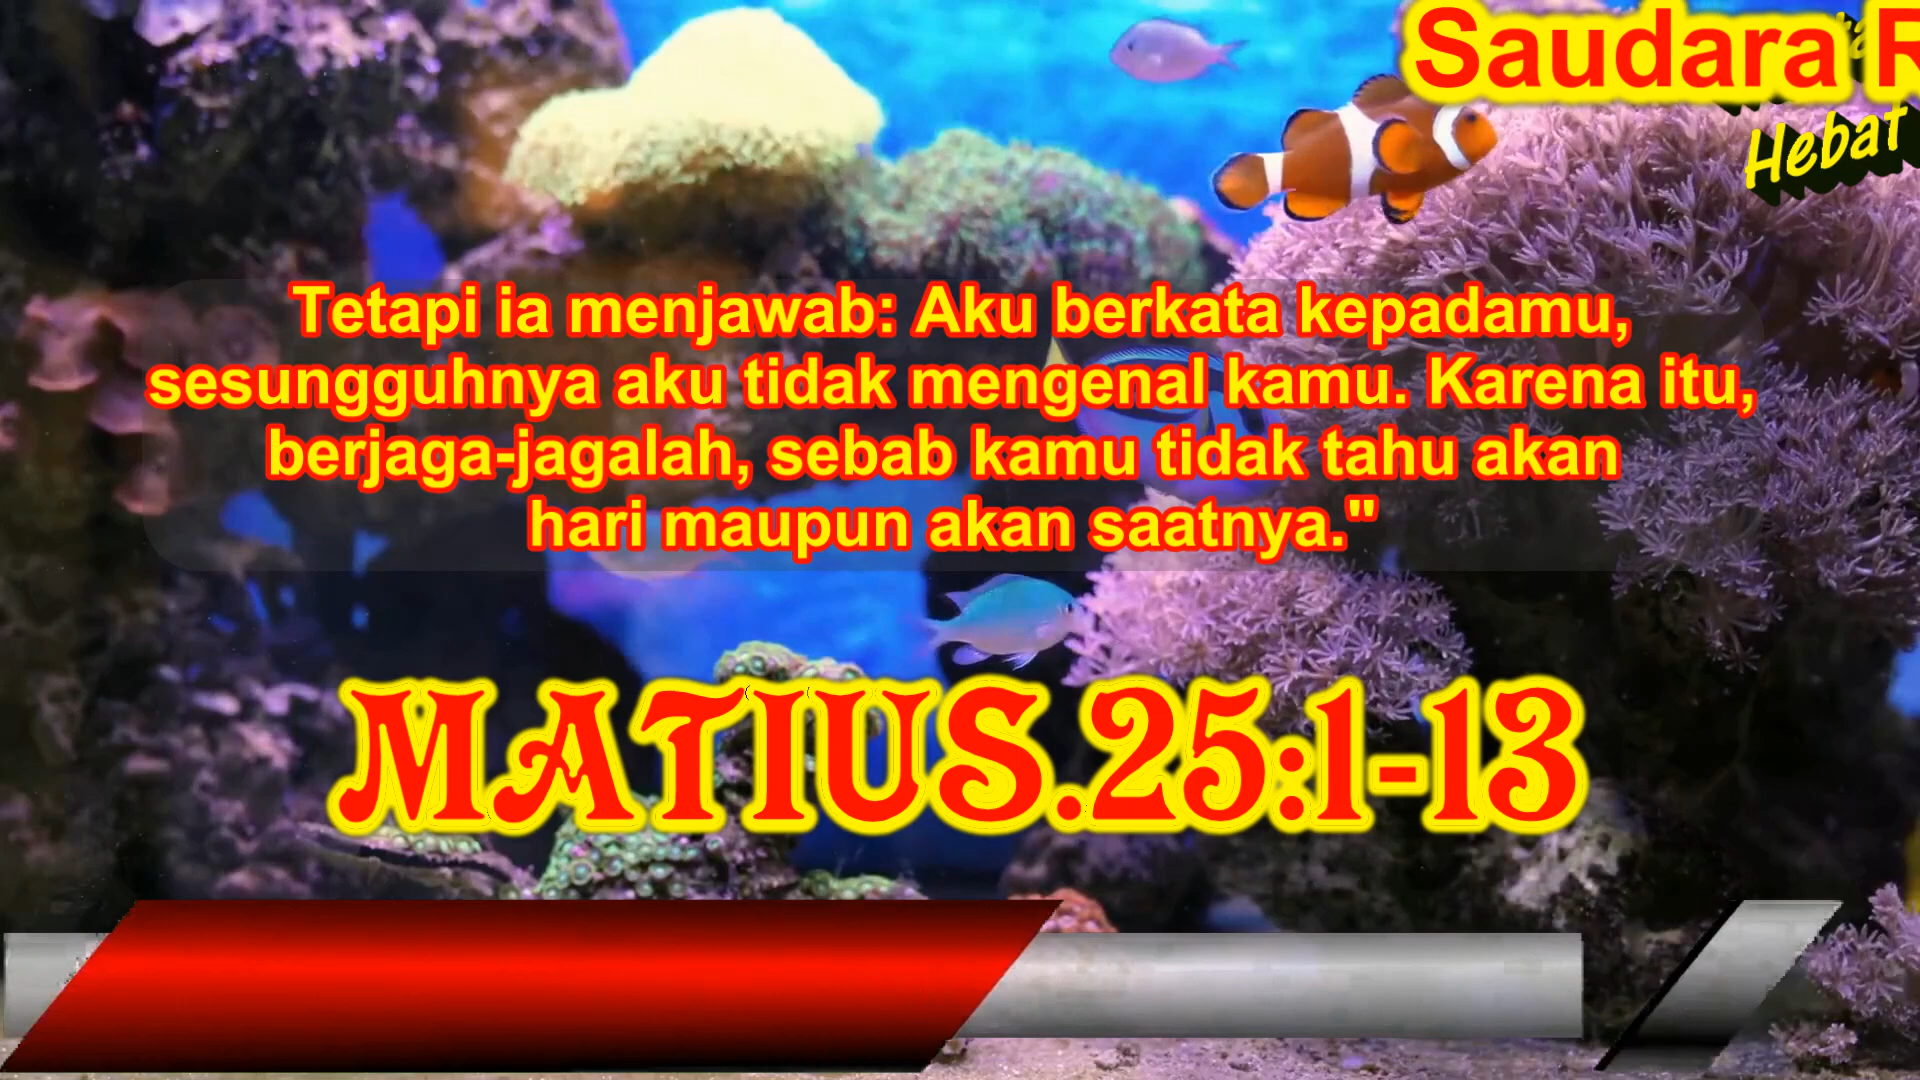 Saudara
Hebat
Tetapi ia menjawab: Aku berkata kepadamu,
sesungguhnya aku tidak mengenal kamu. Karena itu,
berjaga-jagalah, sebab kamu tidak tahu akan
hari maupun akan saatnya."
MATIUS.25:1-13